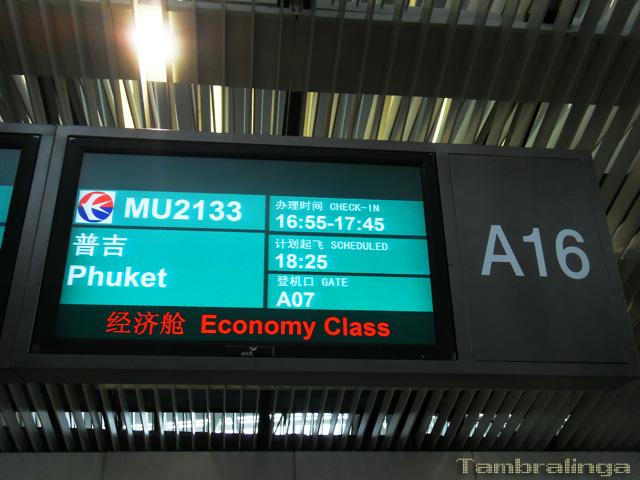 MU2133
普吉
Phuket
办理时间 CHECK-IN
16:55-17:45
计划起飞 SCHEDULED
18:25
登机口 GATE
A07
经济舱 Economy Class
A16
Tambralinga